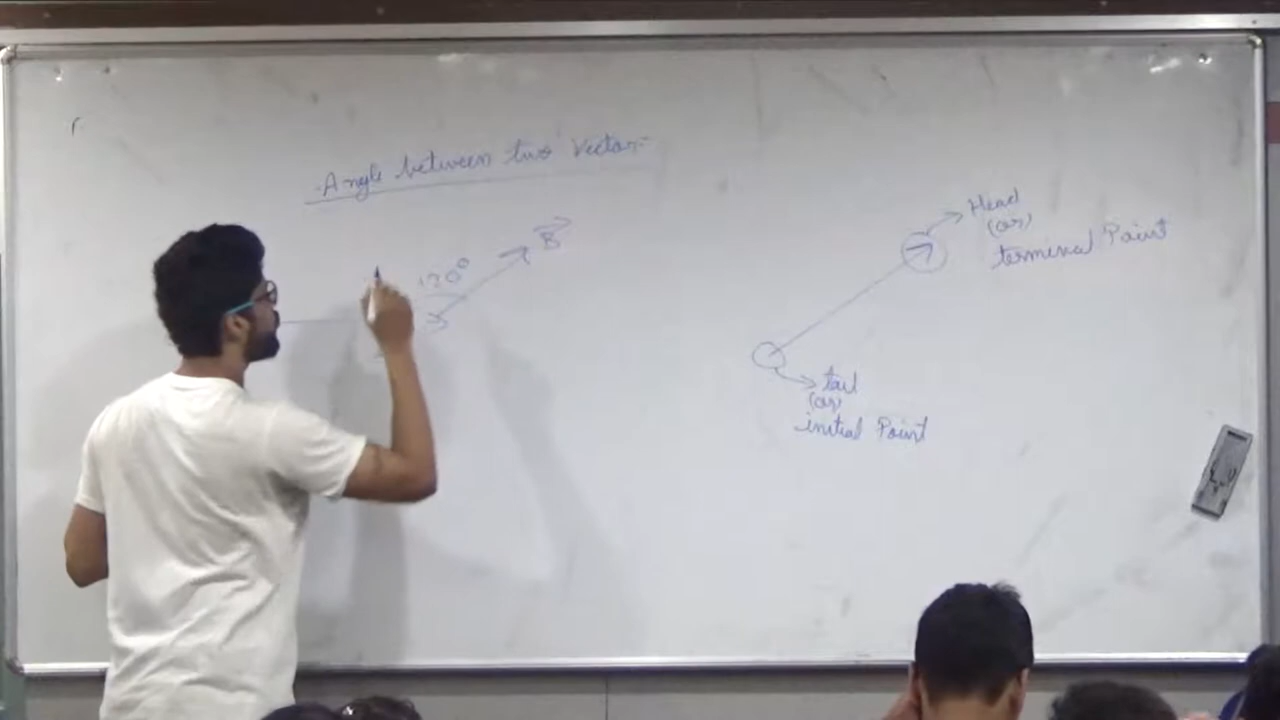 Angle between two Vector
120°
B
Head
(or)
terminal Point
tail
(or)
initial Point